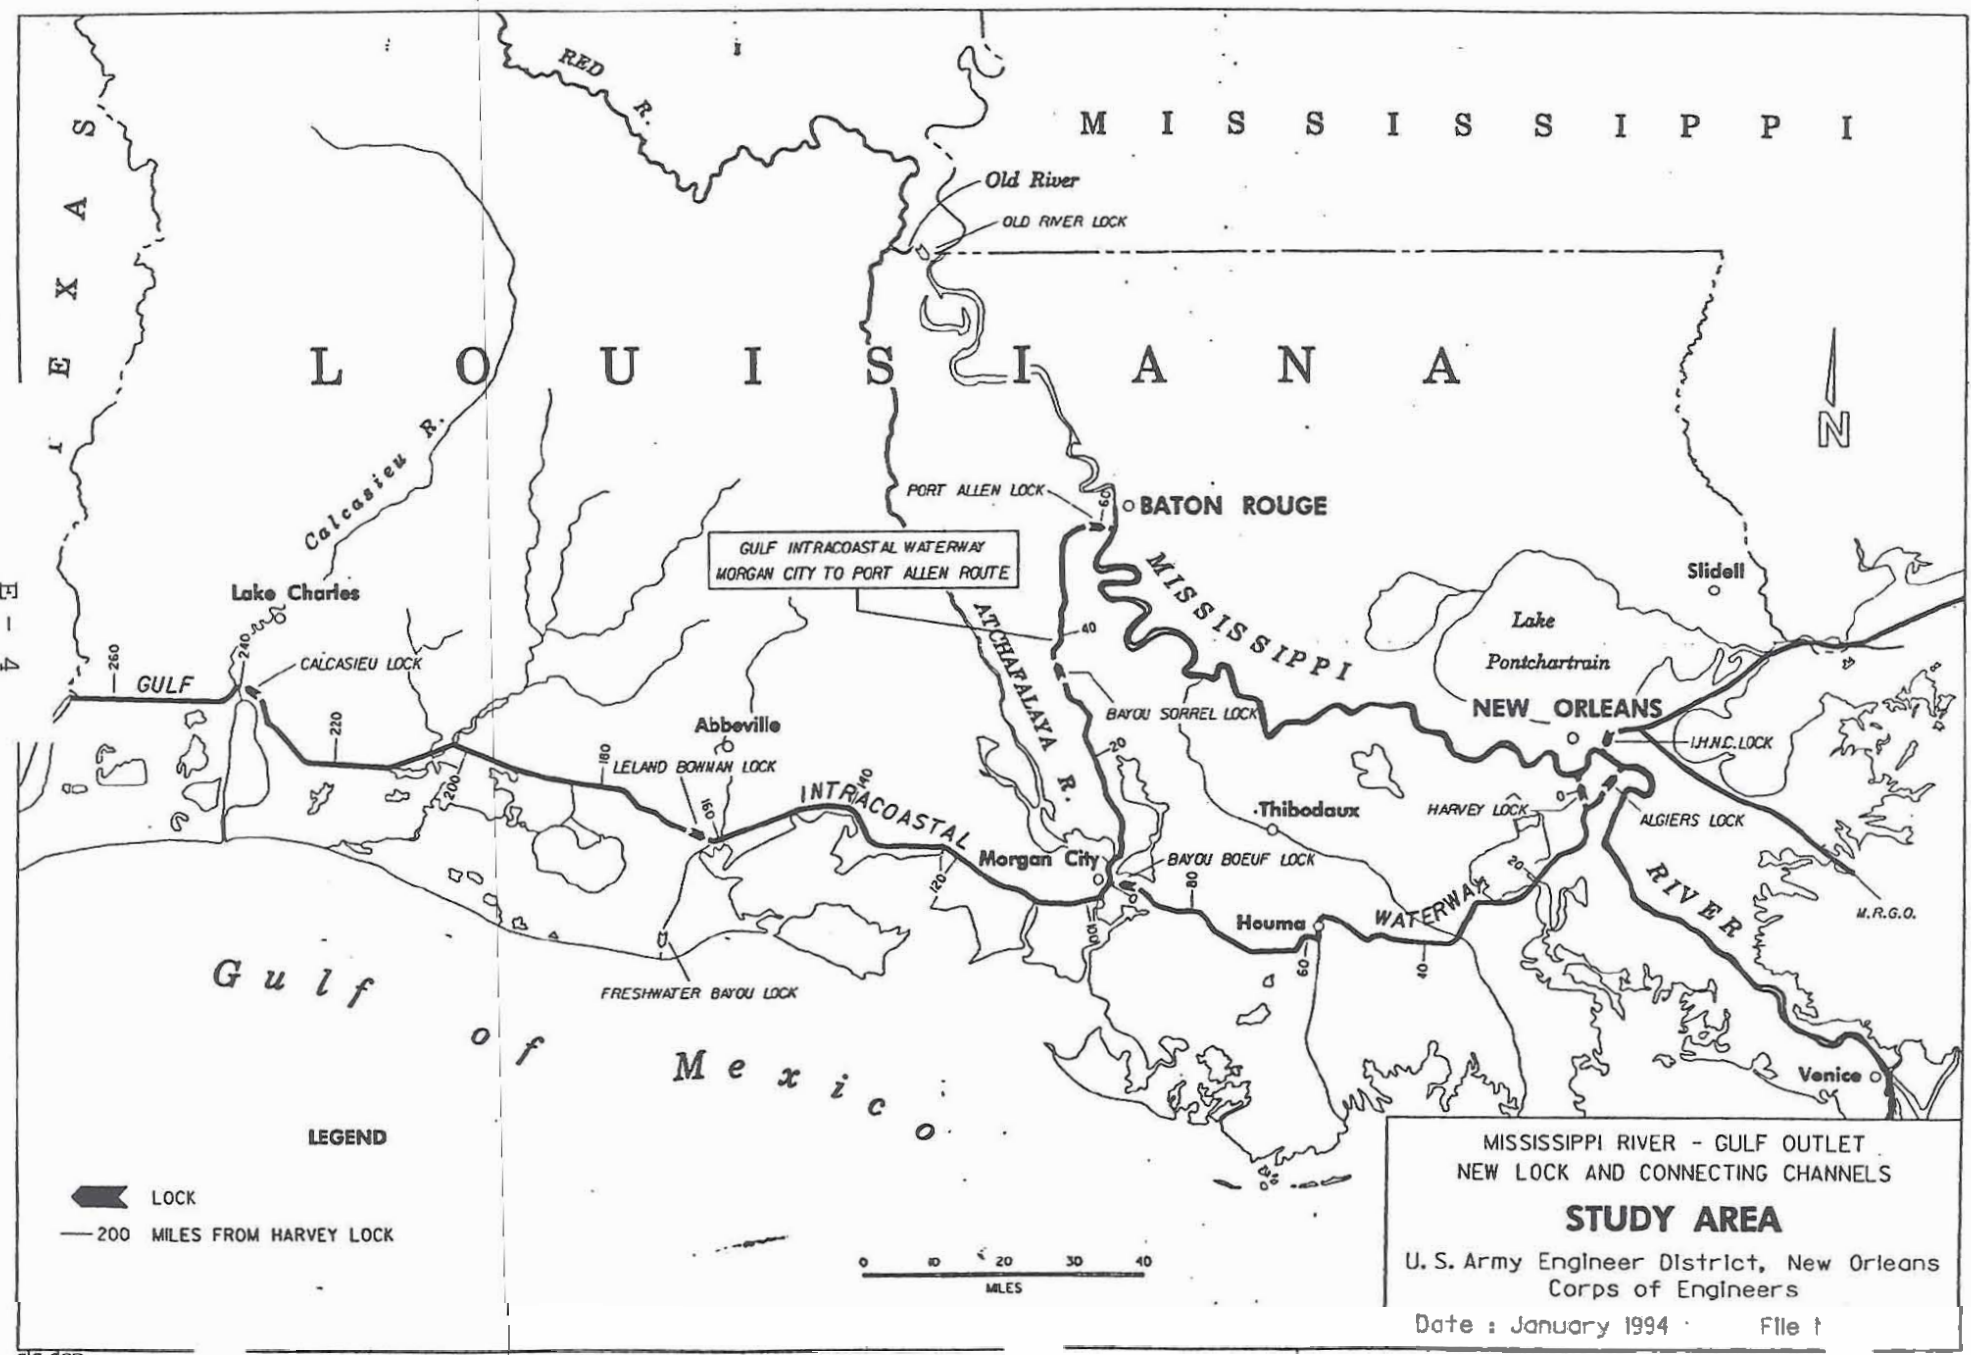 RED R.
MISSISSIPPI
TEXAS
Old River
OLD RIVER LOCK
LOUISIANA
N
Calcasieu R.
PORT ALLEN LOCK
60
BATON ROUGE
GULF INTRACOASTAL WATERWAY
MORGAN CITY TO PORT ALLEN ROUTE
MISSISSIPPI
Slidell
Lake Charles
ATCHAFALAYA R.
40
Lake
Pontchartrain
E-4
260
GULF
240
CALCASIEU LOCK
NEW ORLEANS
BAYOU SORREL LOCK
220
Abbeville
20
I.H.N.C. LOCK
180
LELAND BOWMAN LOCK
200
160
INTRACOASTAL
140
Thibodaux
HARVEY LOCK
0
ALGIERS LOCK
Morgan City
BAYOU BOEUF LOCK
120
0
80
20
RIVER
M.R.G.O.
100
Houma
WATERWAY
60
40
Gulf
of
Mexico
FRESHWATER BAYOU LOCK
Venice
LEGEND
LOCK
200 MILES FROM HARVEY LOCK
0 10 20 30 40
MILES
MISSISSIPPI RIVER - GULF OUTLET
NEW LOCK AND CONNECTING CHANNELS
STUDY AREA
U. S. Army Engineer District, New Orleans
Corps of Engineers
Date : January 1994
File